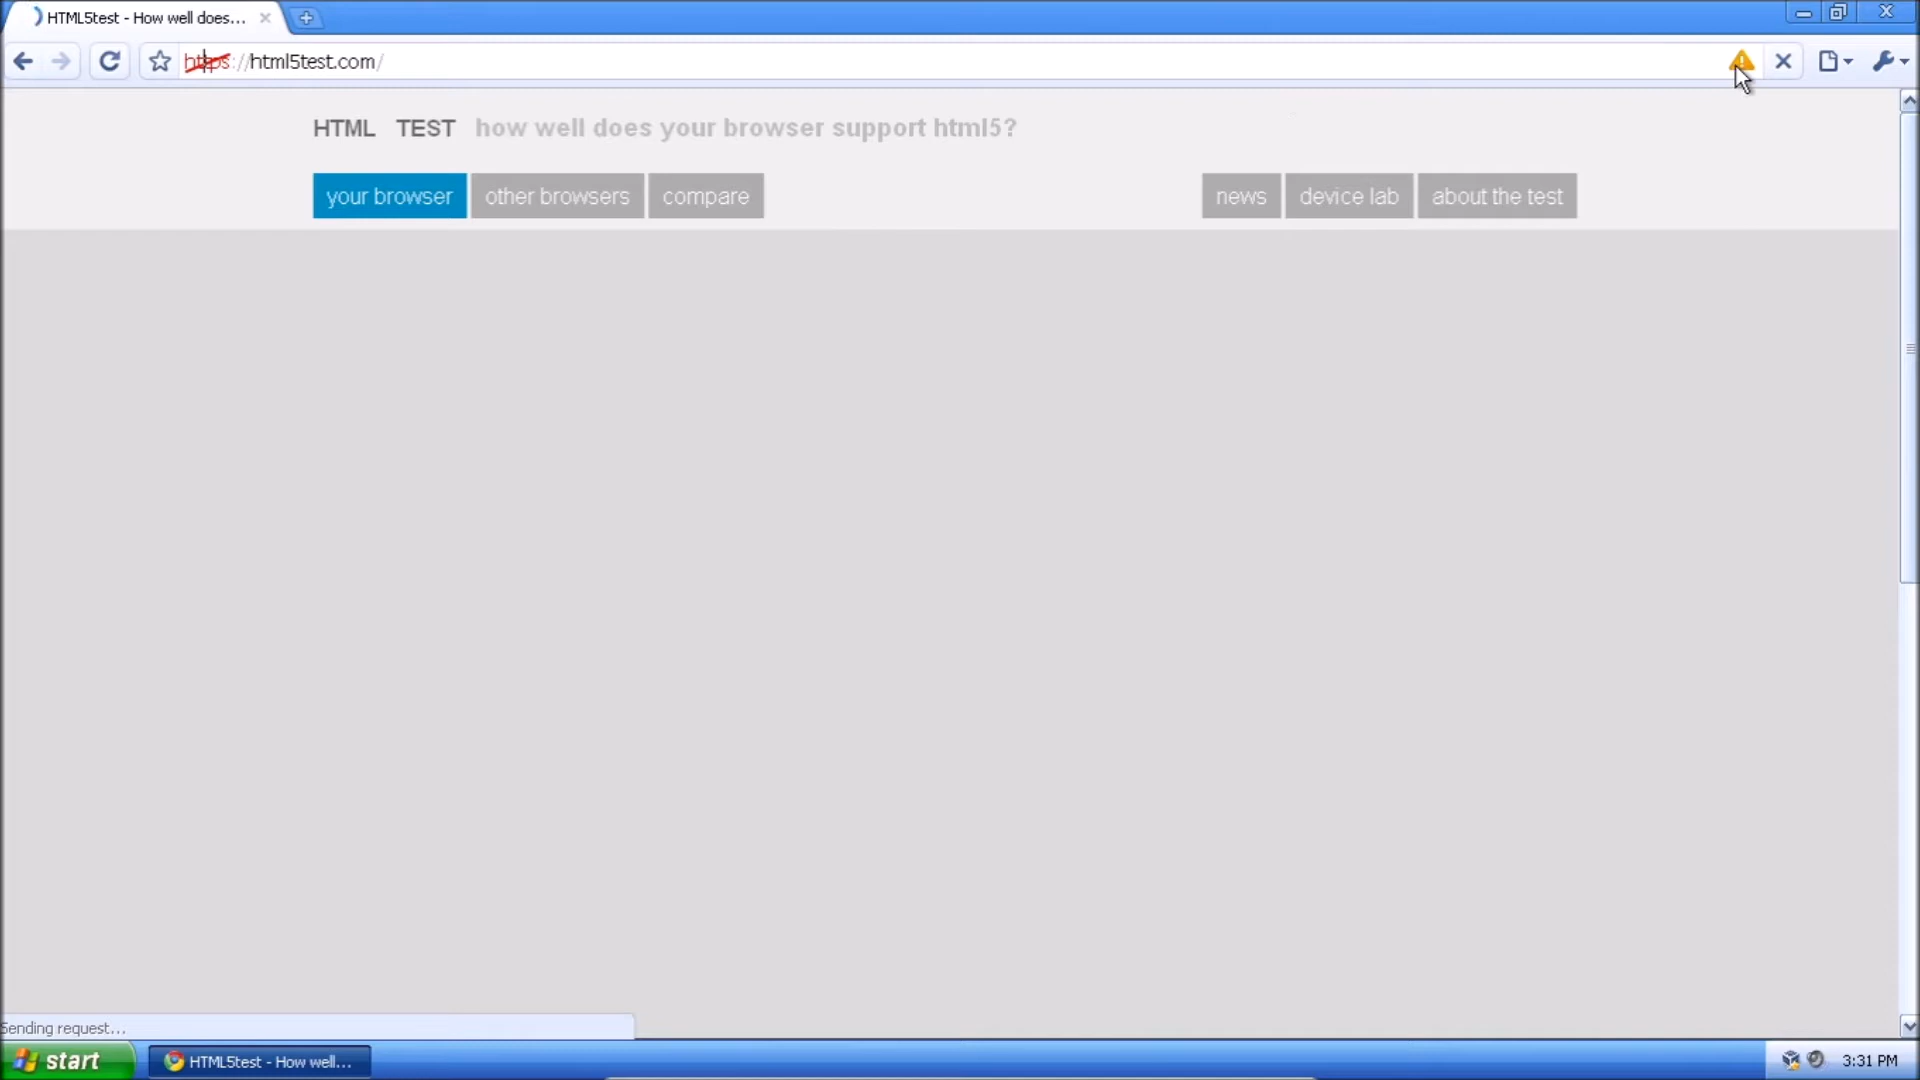 HTML5test - How well does...
https://html5test.com/
HTML TEST how well does your browser support html5?
your browser other browsers compare news device lab about the test
Sending request...
start HTML5test - How well... 3:31 PM